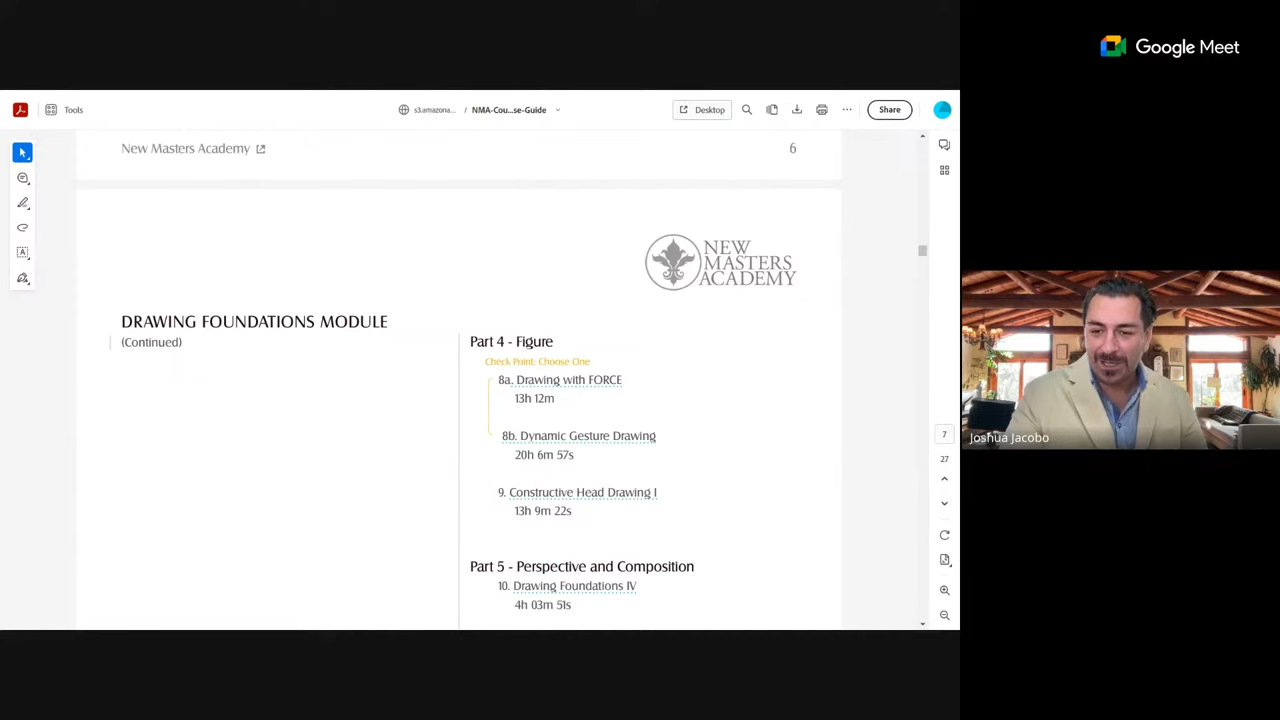 Google Meet
Tools
s3.amazona... / NMA-Cou...se-Guide
Desktop
Share
New Masters Academy
6
NEW
MASTERS
ACADEMY
DRAWING FOUNDATIONS MODULE
(Continued)
Part 4 - Figure
Check Point: Choose One
8a. Drawing with FORCE
13h 12m
8b. Dynamic Gesture Drawing
20h 6m 57s
9. Constructive Head Drawing I
13h 9m 22s
Part 5 - Perspective and Composition
10. Drawing Foundations IV
4h 03m 51s
7
27
Joshua Jacobo